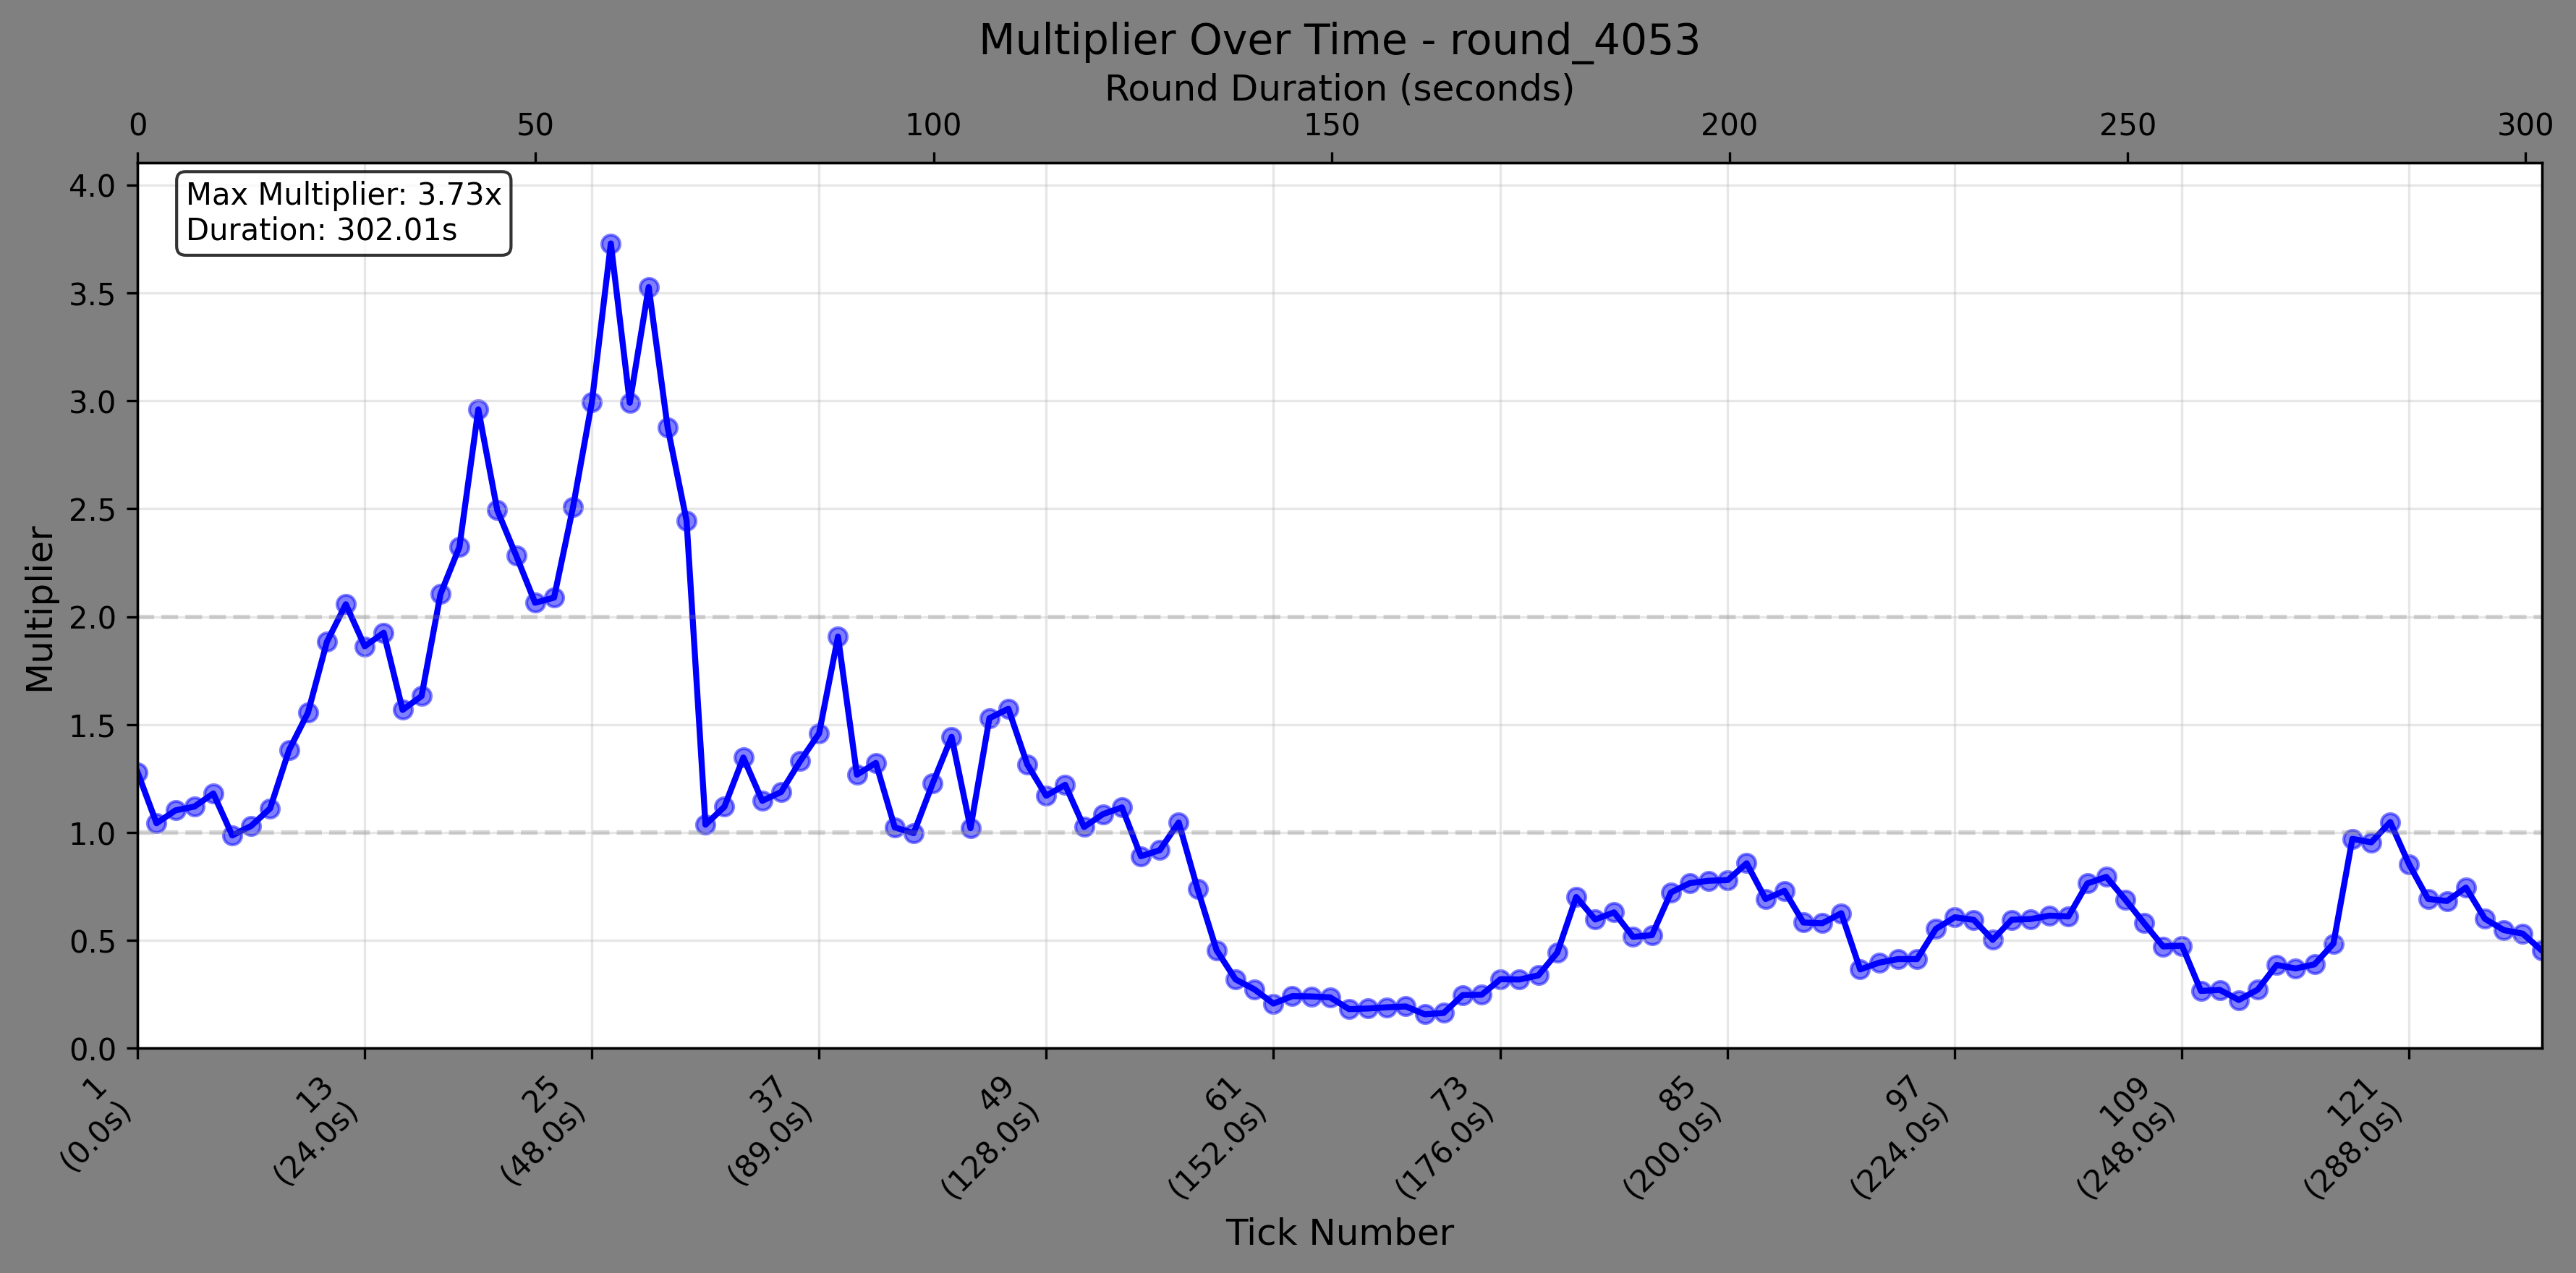 Multiplier Over Time - round_4053
Round Duration (seconds)
0 50 100 150 200 250 300
Max Multiplier: 3.73x
Duration: 302.01s
Multiplier
4.0
3.5
3.0
2.5
2.0
1.5
1.0
0.5
0.0
1
(0.0s)
13
(24.0s)
25
(48.0s)
37
(89.0s)
49
(128.0s)
61
(152.0s)
73
(176.0s)
85
(200.0s)
97
(224.0s)
109
(248.0s)
121
(288.0s)
Tick Number